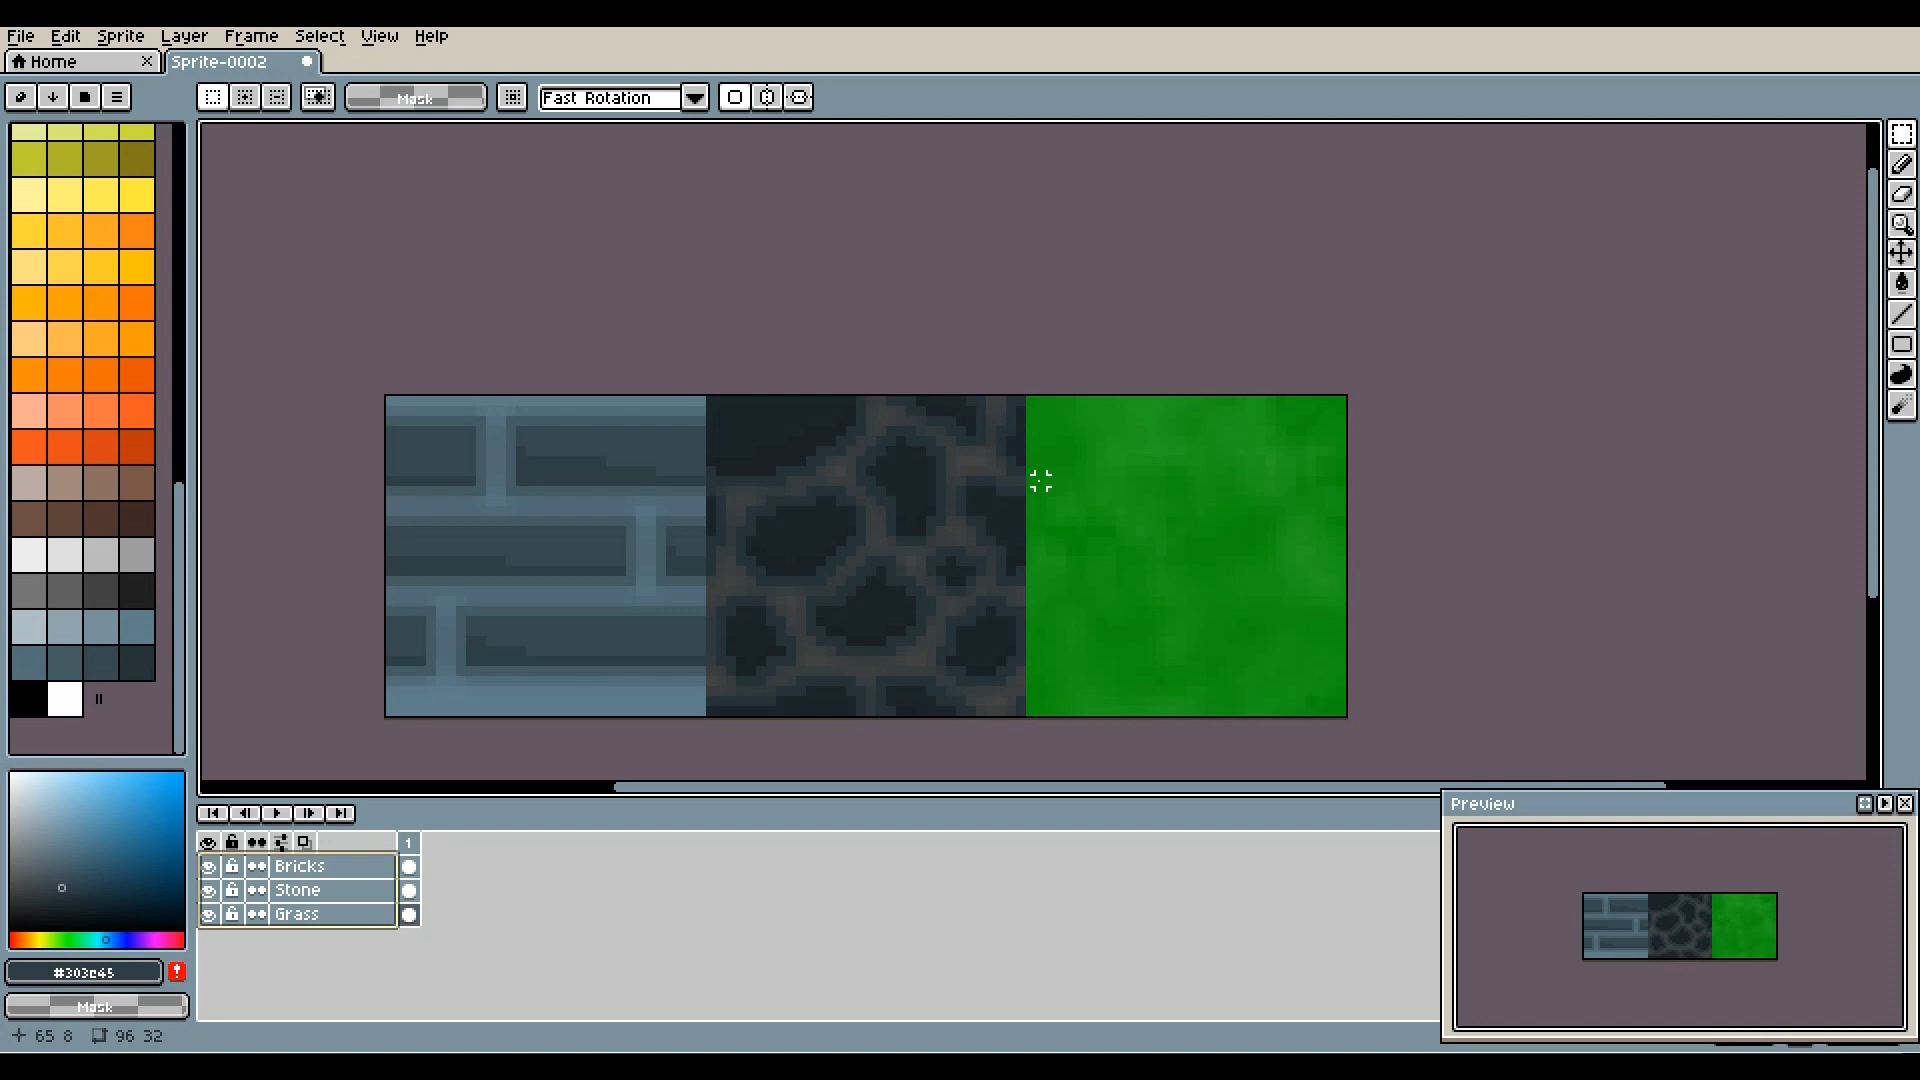 File Edit Sprite Layer Frame Select View Help
Home Sprite-0002
Mask Fast Rotation
1
Bricks
Stone
Grass
Preview
#303e45
Mask
65 8 96 32